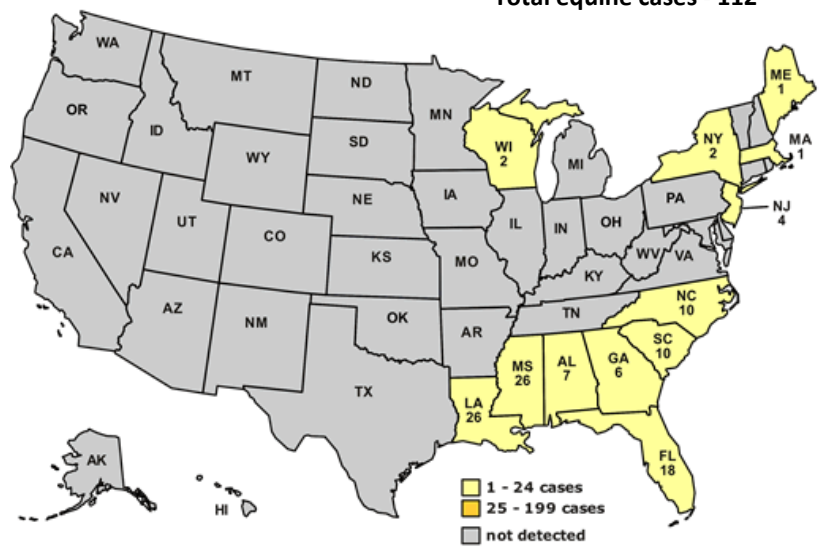 Total equine cases - 112
WA
MT
ND
MN
ME
1
OR
ID
SD
WI
2
MI
NY
2
MA
1
WY
NV
UT
NE
IA
PA
NJ
4
CA
CO
KS
MO
IL
IN
OH
WV
VA
KY
AZ
NM
OK
AR
TN
NC
10
SC
10
TX
LA
26
MS
26
AL
7
GA
6
FL
18
AK
HI
1 - 24 cases
25 - 199 cases
not detected